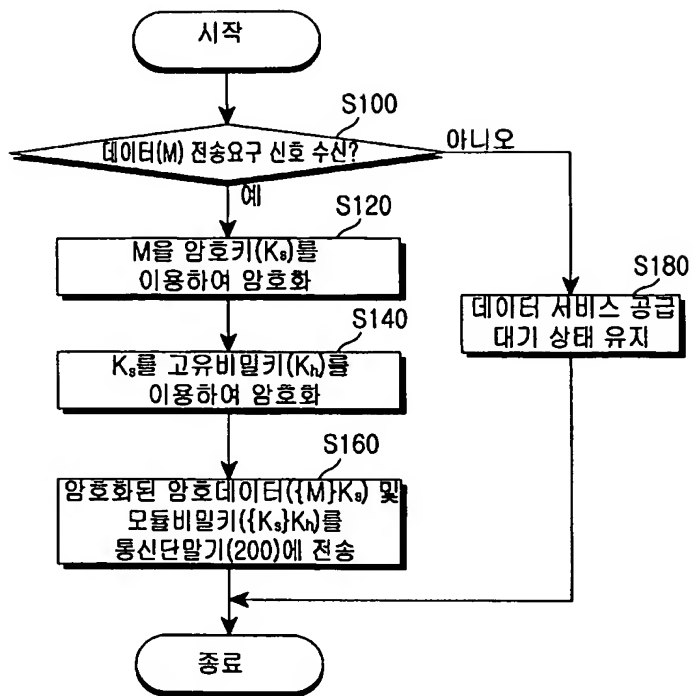 시작
S100
데이터(M) 전송요구 신호 수신?
아니오
예
S120
M을 암호키(Ks)를
이용하여 암호화
S180
데이터 서비스 공급
대기 상태 유지
S140
Ks를 고유비밀키(Kh)를
이용하여 암호화
S160
암호화된 암호데이터({M}Ks) 및
모듈비밀키({Ks}Kh)를
통신단말기(200)에 전송
종료